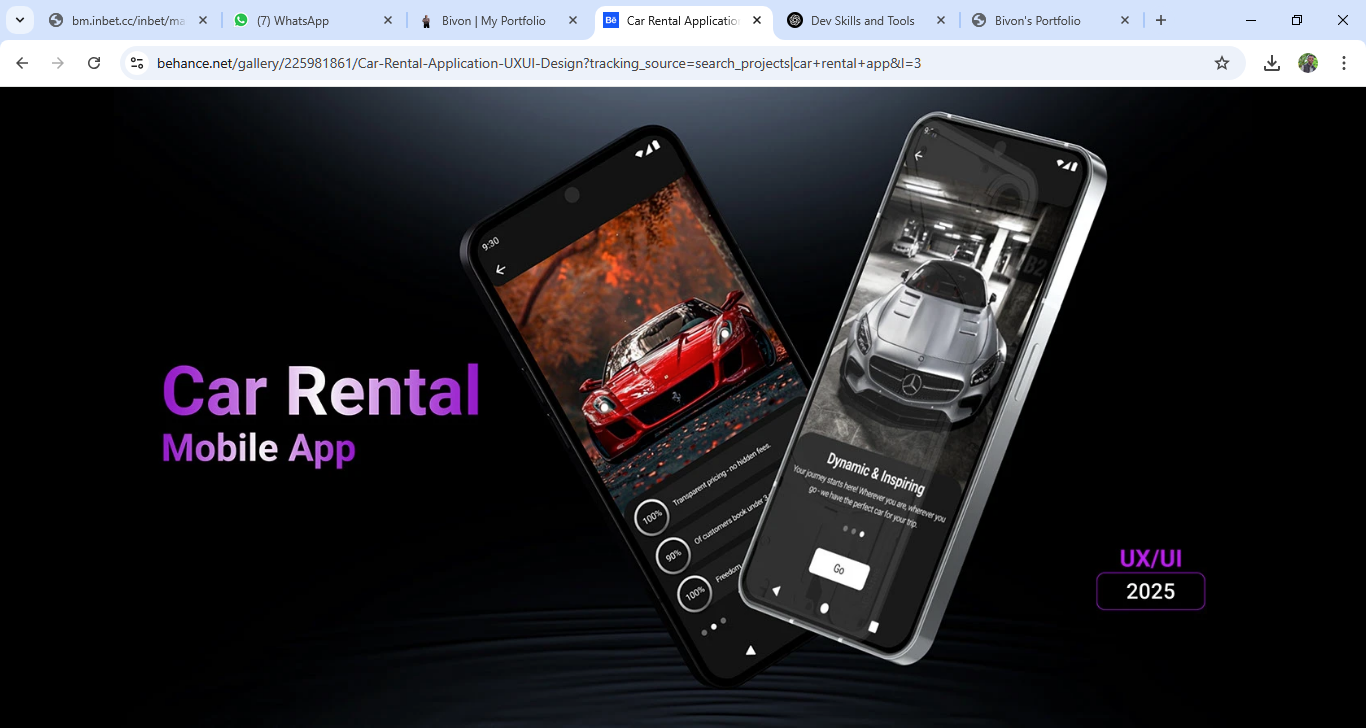 bm.inbet.cc/inbet/ma
(7) WhatsApp
Bivon | My Portfolio
Bē
Car Rental Applicatio
Dev Skills and Tools
Bivon's Portfolio
behance.net/gallery/225981861/Car-Rental-Application-UXUI-Design?tracking_source=search_projects|car+rental+app&l=3
Car Rental
Mobile App
9:30
100%
Transparent pricing - no hidden fees.
90%
Of customers book under 3
100%
Freedom
B2
Dynamic & Inspiring
Your journey starts here! Wherever you are, wherever you
go - we have the perfect car for your trip.
Go
UX/UI
2025